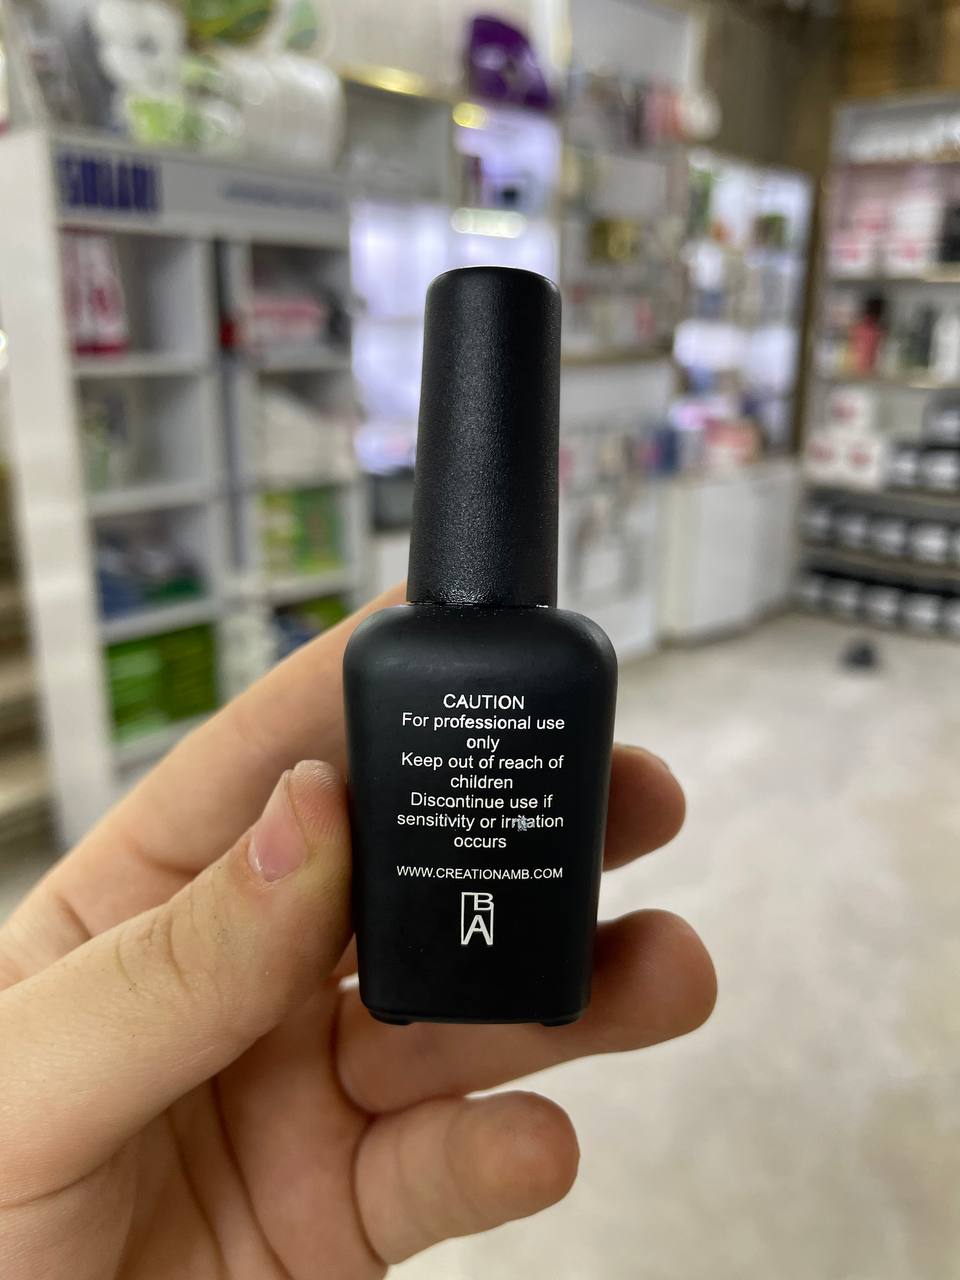 CAUTION
For professional use
only
Keep out of reach of
children
Discontinue use if
sensitivity or irritation
occurs
WWW.CREATIONAMB.COM
B
A